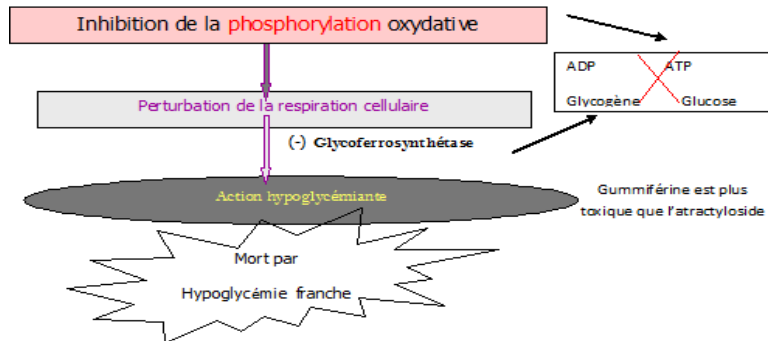 Inhibition de la phosphorylation oxydative
ADP ATP
Glycogène Glucose
Perturbation de la respiration cellulaire
(-) Glycoferrosynthétase
Action hypoglycémiante
Gummiférine est plus
toxique que l'atractyloside
Mort par
Hypoglycémie franche